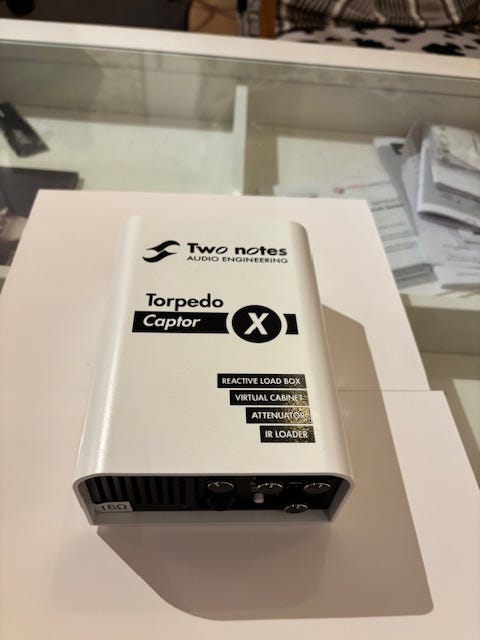 Two notes
AUDIO ENGINEERING
Torpedo
Captor X
REACTIVE LOAD BOX
VIRTUAL CABINET
ATTENUATOR
IR LOADER
16Ω